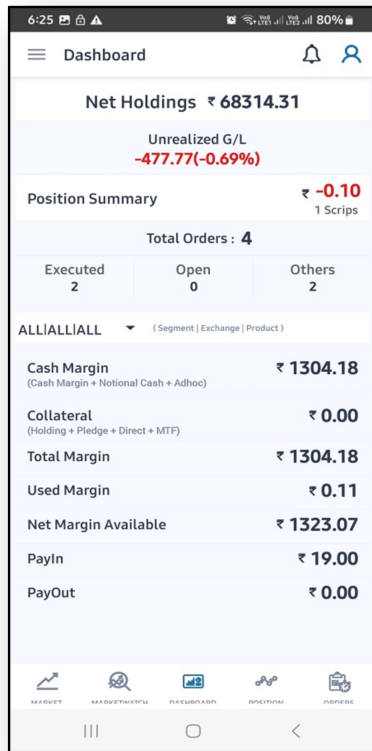 6:25 80%
Dashboard
Net Holdings ₹ 68314.31
Unrealized G/L
-477.77(-0.69%)
Position Summary ₹ -0.10
1 Scrips
Total Orders : 4
Executed Open Others
2 0 2
ALL|ALL|ALL ( Segment | Exchange | Product )
Cash Margin ₹ 1304.18
(Cash Margin + Notional Cash + Adhoc)
Collateral ₹ 0.00
(Holding + Pledge + Direct + MTF)
Total Margin ₹ 1304.18
Used Margin ₹ 0.11
Net Margin Available ₹ 1323.07
PayIn ₹ 19.00
PayOut ₹ 0.00
MARKET MARKETWATCH DASHBOARD POSITION ORDERS